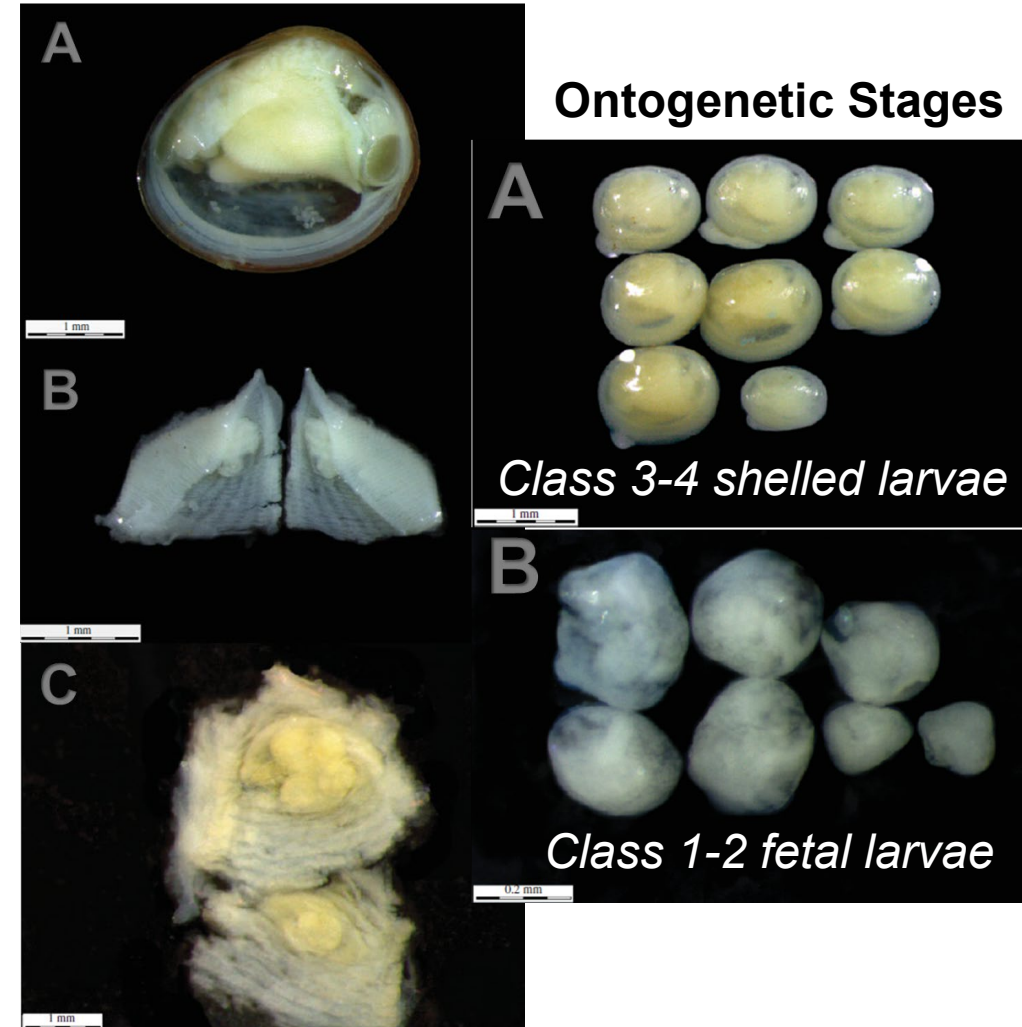 A
1 mm
B
1 mm
C
1 mm
Ontogenetic Stages
A
Class 3-4 shelled larvae
1 mm
B
Class 1-2 fetal larvae
0.2 mm